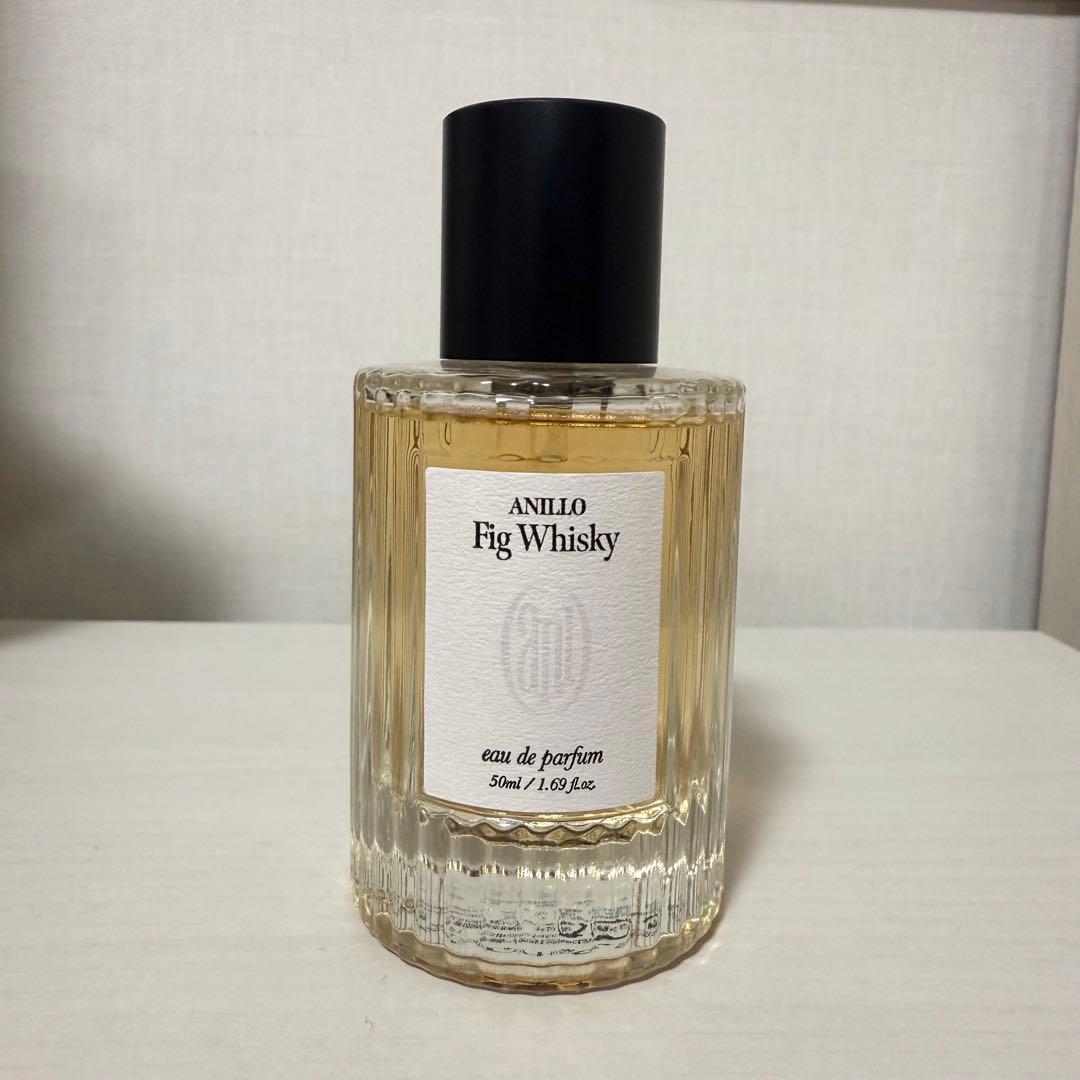 ANILLO
Fig Whisky
eau de parfum
50ml / 1.69 fl.oz.